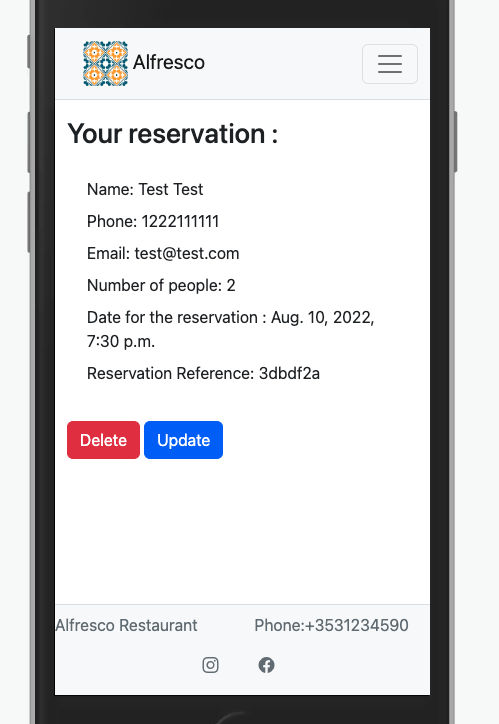 Alfresco
Your reservation :
Name: Test Test
Phone: 1222111111
Email: test@test.com
Number of people: 2
Date for the reservation : Aug. 10, 2022,
7:30 p.m.
Reservation Reference: 3dbdf2a
Delete Update
Alfresco Restaurant Phone:+3531234590